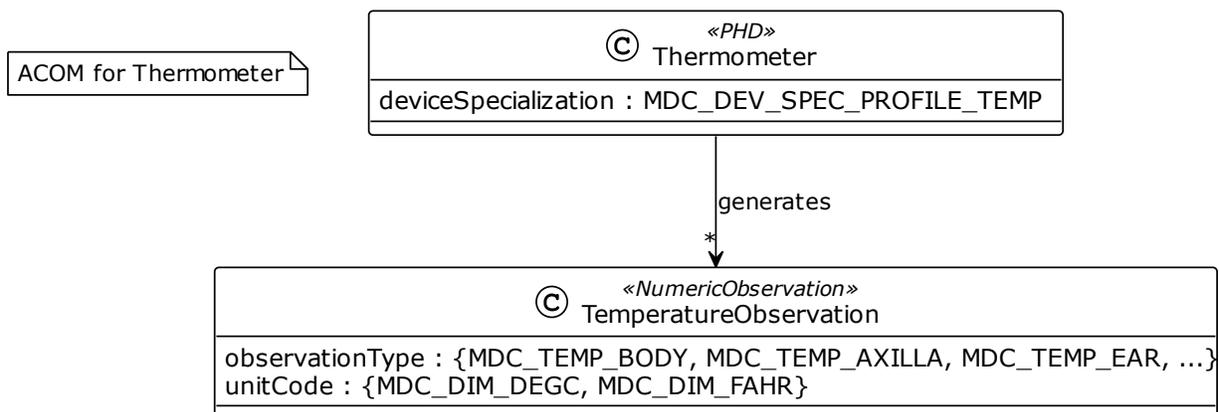 ACOM for Thermometer
C
«PHD»
Thermometer
deviceSpecialization : MDC_DEV_SPEC_PROFILE_TEMP
generates
*
C
«NumericObservation»
TemperatureObservation
observationType : {MDC_TEMP_BODY, MDC_TEMP_AXILLA, MDC_TEMP_EAR, ...}
unitCode : {MDC_DIM_DEGC, MDC_DIM_FAHR}